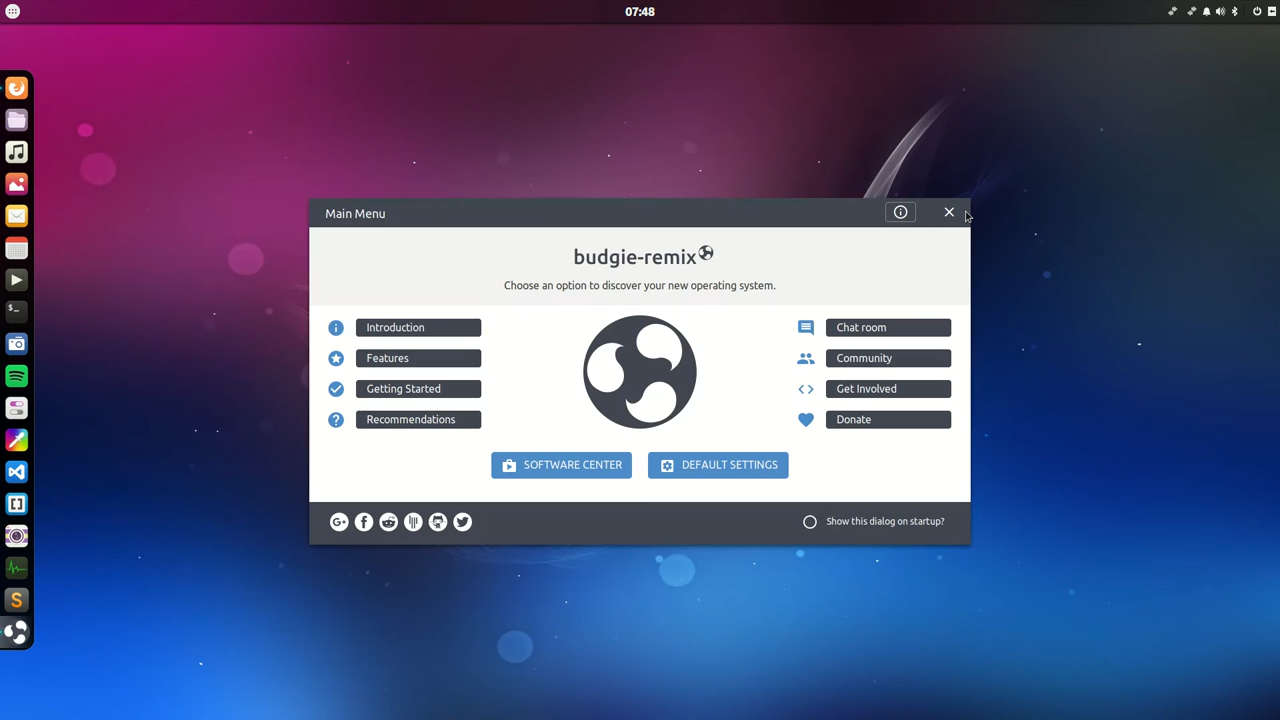 07:48
Main Menu
budgie-remix
Choose an option to discover your new operating system.
Introduction
Features
Getting Started
Recommendations
Chat room
Community
Get Involved
Donate
SOFTWARE CENTER
DEFAULT SETTINGS
Show this dialog on startup?